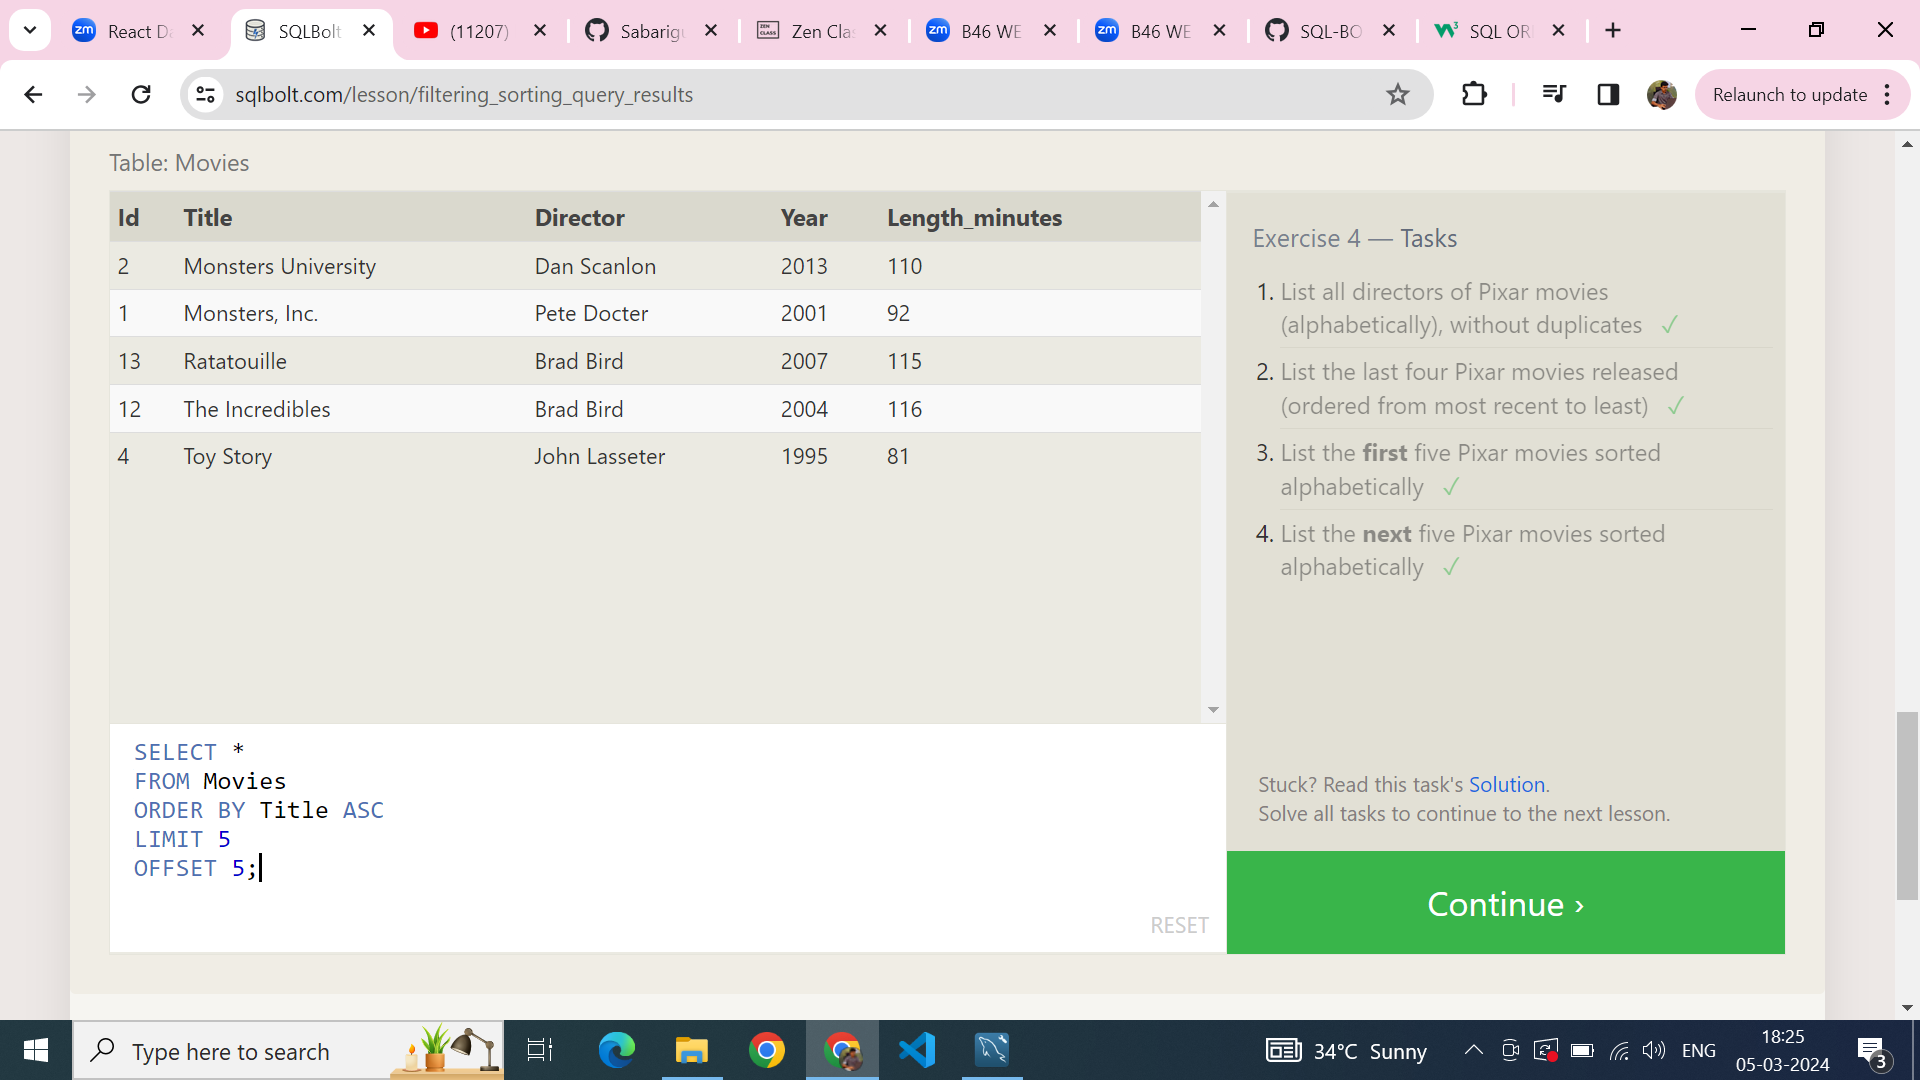 React Da
SQLBolt
(11207)
Sabarigu
Zen Clas
B46 WE
B46 WE
SQL-BO
SQL OR
sqlbolt.com/lesson/filtering_sorting_query_results
Relaunch to update
Table: Movies
Id Title Director Year Length_minutes
2 Monsters University Dan Scanlon 2013 110
1 Monsters, Inc. Pete Docter 2001 92
13 Ratatouille Brad Bird 2007 115
12 The Incredibles Brad Bird 2004 116
4 Toy Story John Lasseter 1995 81
SELECT *
FROM Movies
ORDER BY Title ASC
LIMIT 5
OFFSET 5;
RESET
Exercise 4 — Tasks
1. List all directors of Pixar movies
(alphabetically), without duplicates ✓
2. List the last four Pixar movies released
(ordered from most recent to least) ✓
3. List the first five Pixar movies sorted
alphabetically ✓
4. List the next five Pixar movies sorted
alphabetically ✓
Stuck? Read this task's Solution.
Solve all tasks to continue to the next lesson.
Continue ›
Type here to search
34°C Sunny
ENG
18:25
05-03-2024
3